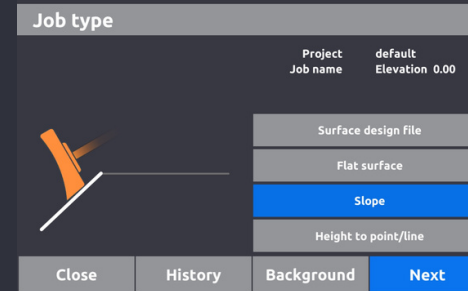 Job type
Project default
Job name Elevation 0.00
Surface design file
Flat surface
Slope
Height to point/line
Close History Background Next